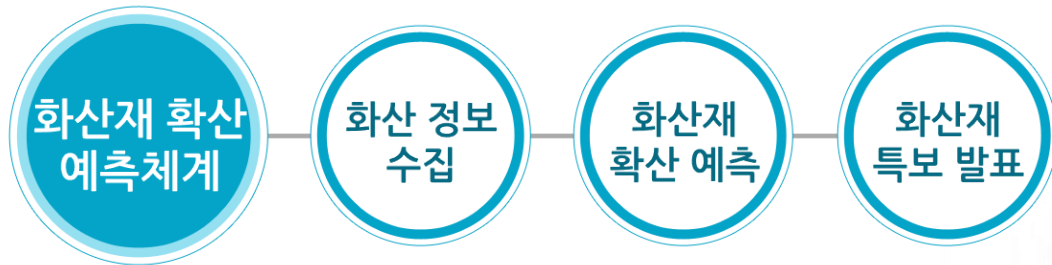 화산재 확산
예측체계
화산 정보
수집
화산재
확산 예측
화산재
특보 발표